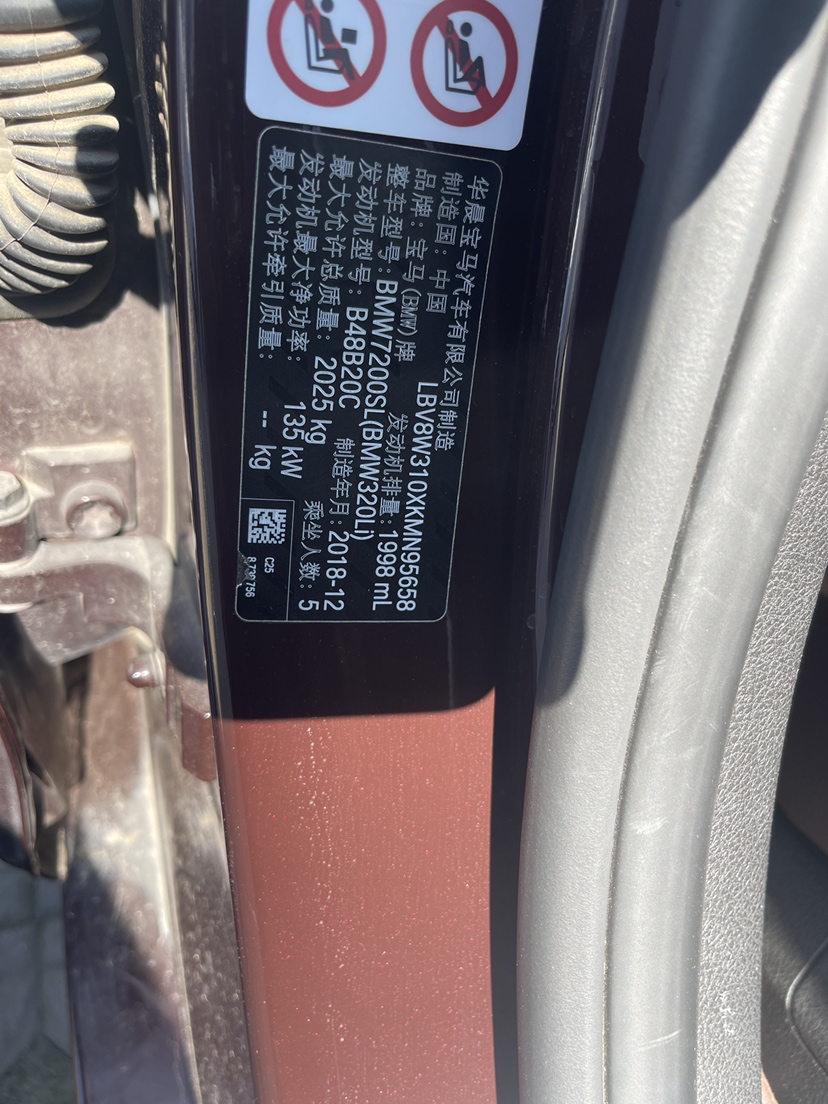 华晨宝马汽车有限公司制造
制造国：中国 LBV8W310XKMN95658
品牌：宝马(BMW)牌 发动机排量：1998 mL
整车型号：BMW7200SL(BMW320Li)
发动机型号：B48B20C 制造年月：2018-12
最大允许总质量：2025 kg 乘坐人数：5
发动机最大净功率：135 kW
最大允许牵引质量：-- kg
C25